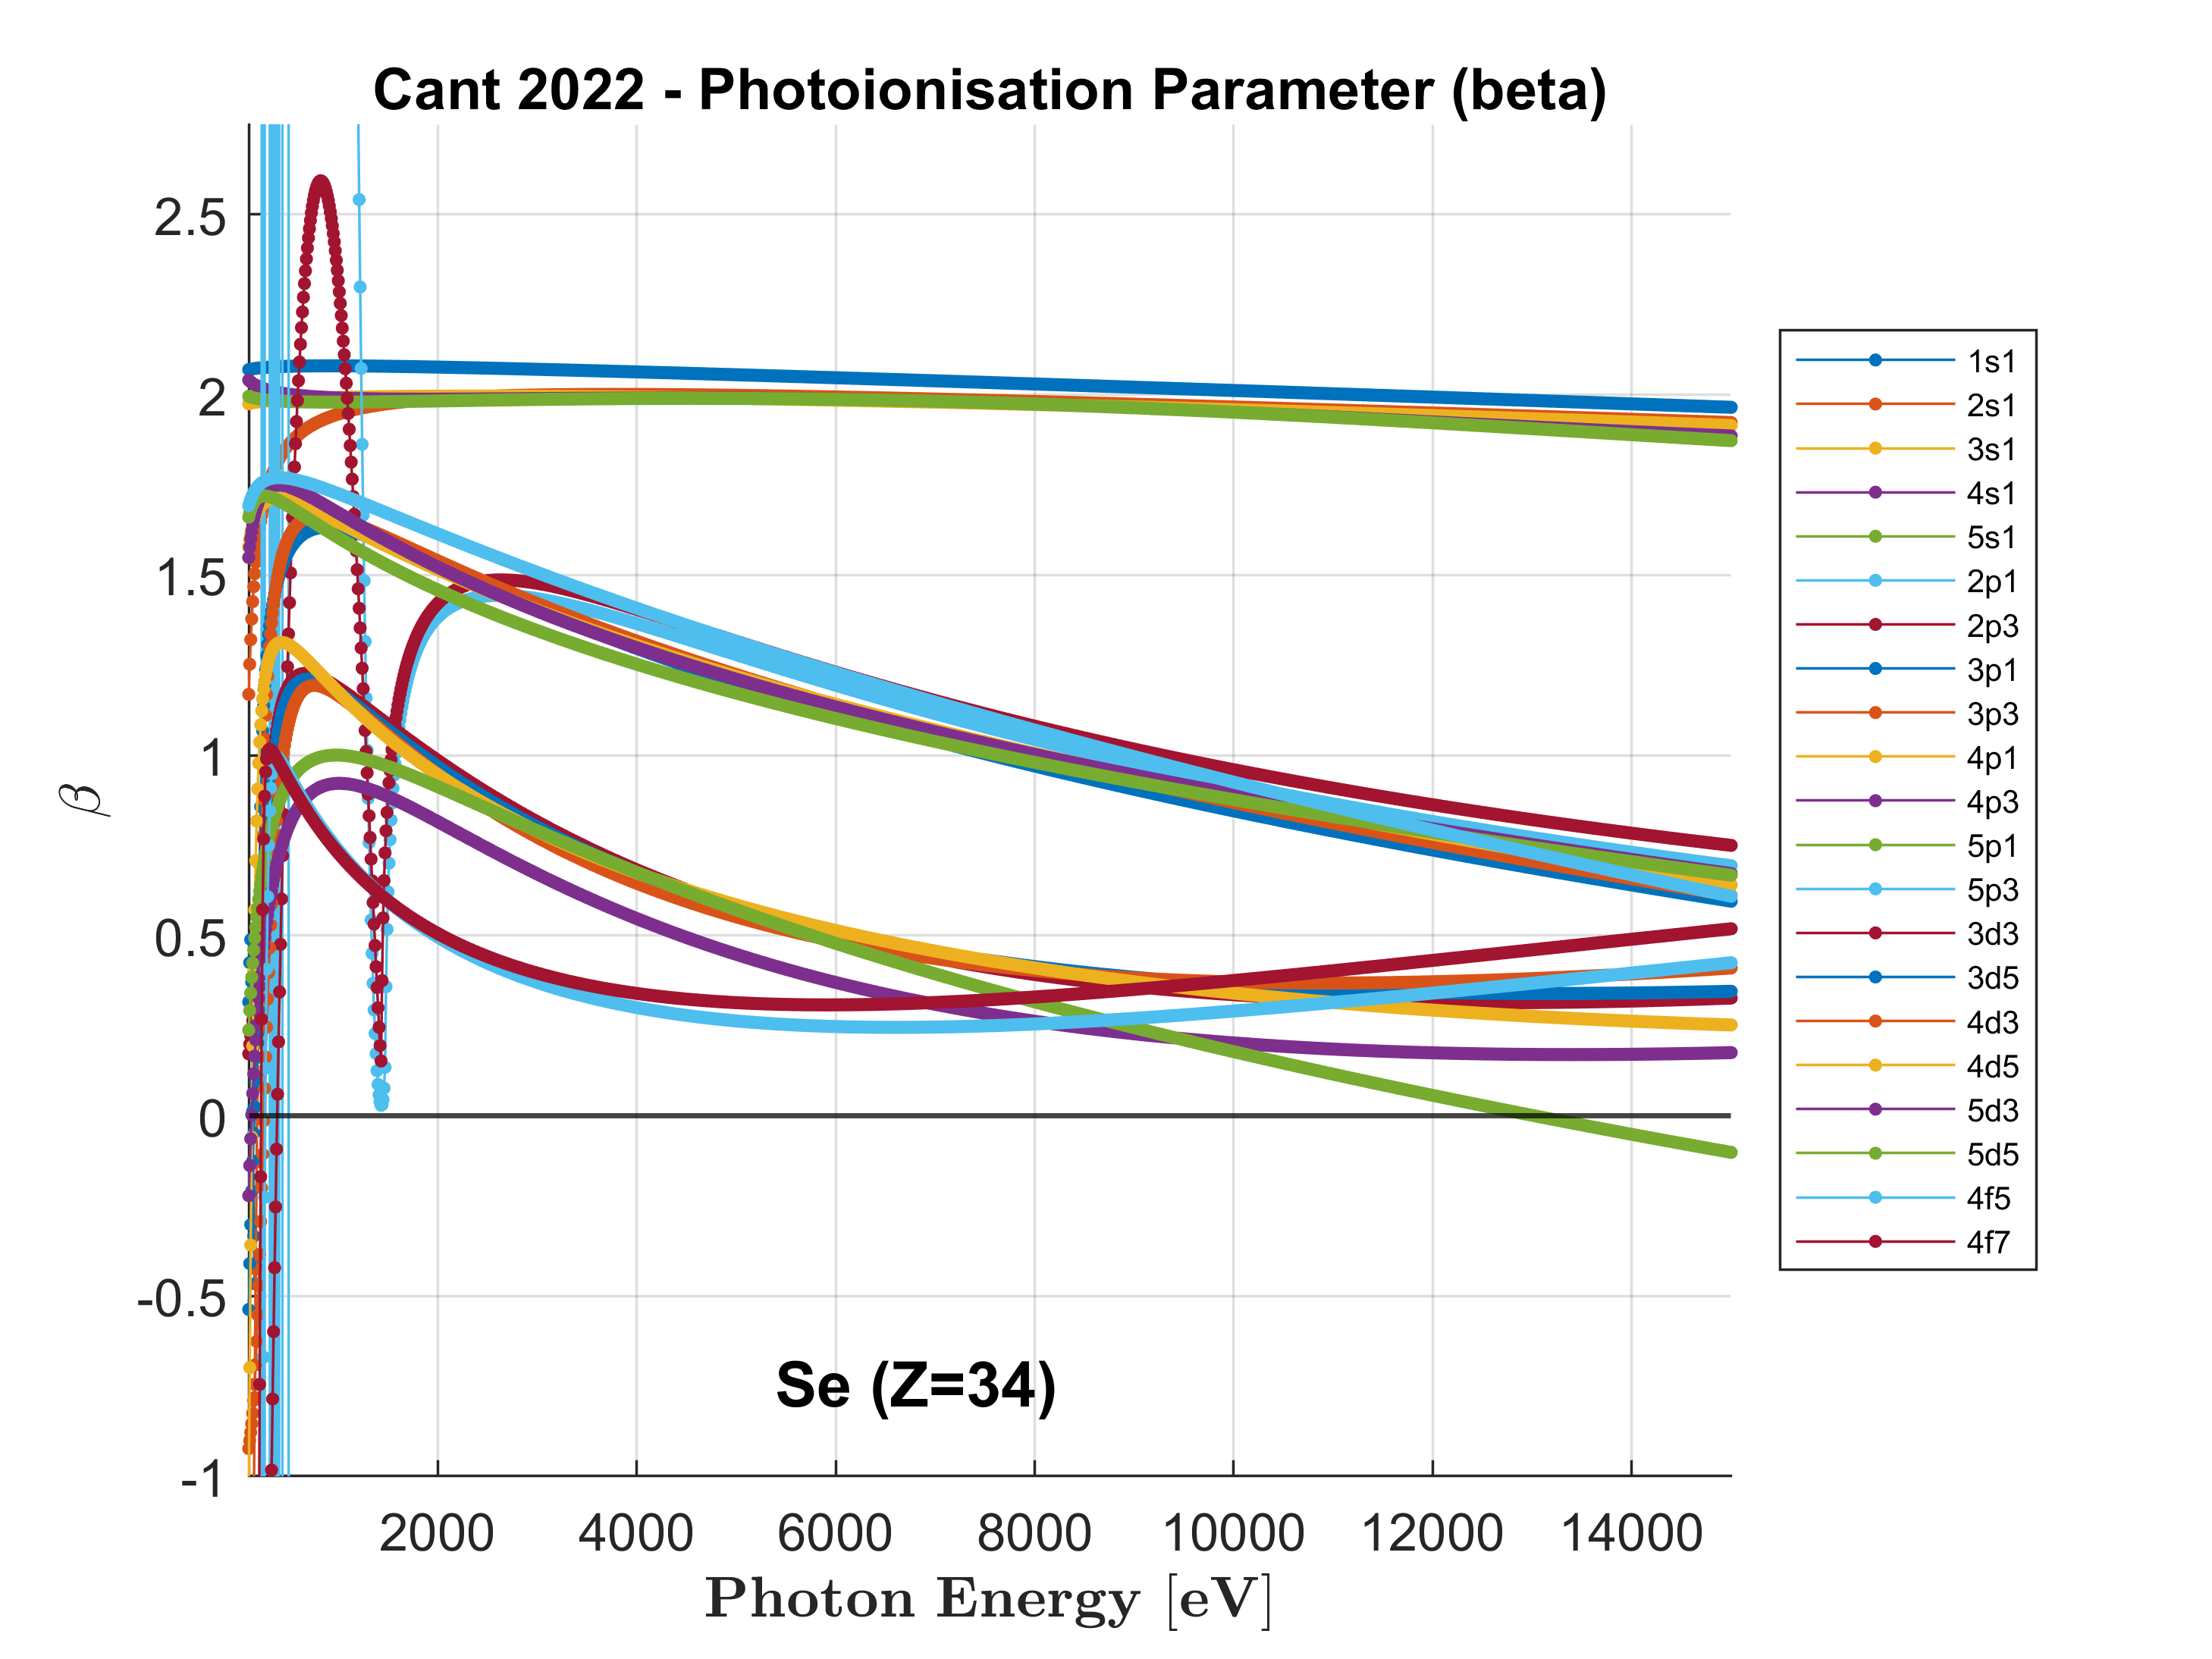 Cant 2022 - Photoionisation Parameter (beta)
2.5
2
1.5
1
0.5
0
-0.5
-1
β
2000 4000 6000 8000 10000 12000 14000
Photon Energy [eV]
Se (Z=34)
1s1
2s1
3s1
4s1
5s1
2p1
2p3
3p1
3p3
4p1
4p3
5p1
5p3
3d3
3d5
4d3
4d5
5d3
5d5
4f5
4f7